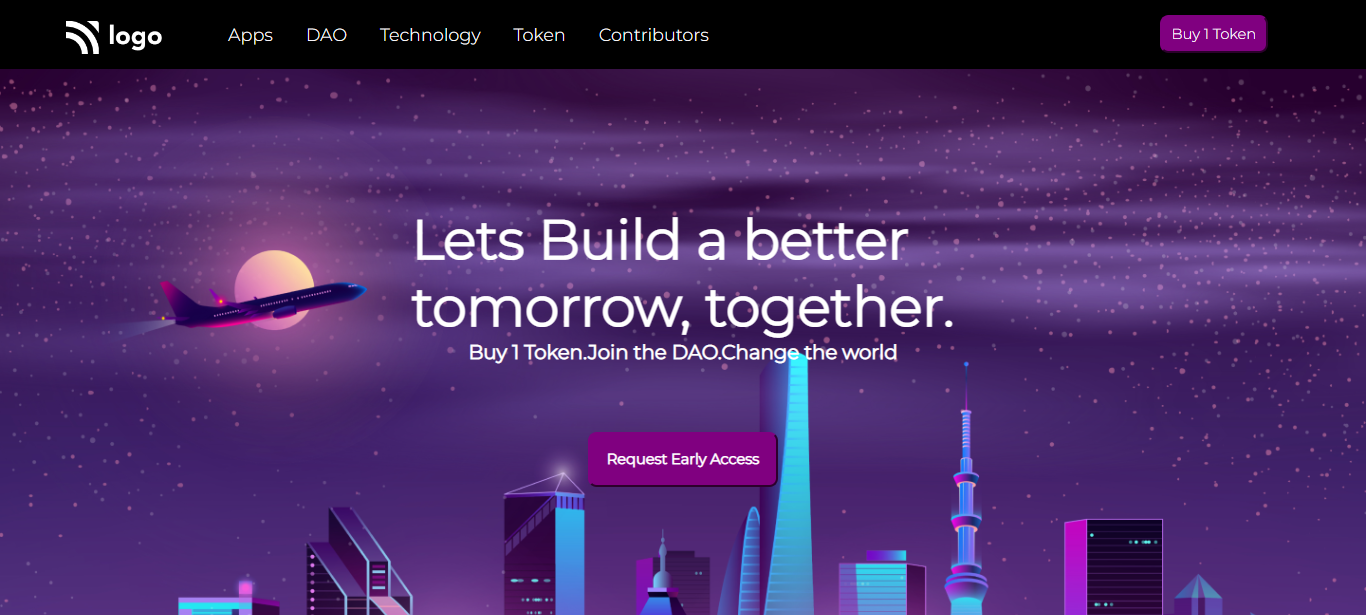 logo Apps DAO Technology Token Contributors Buy 1 Token
Lets Build a better
tomorrow, together.
Buy 1 Token.Join the DAO.Change the world
Request Early Access